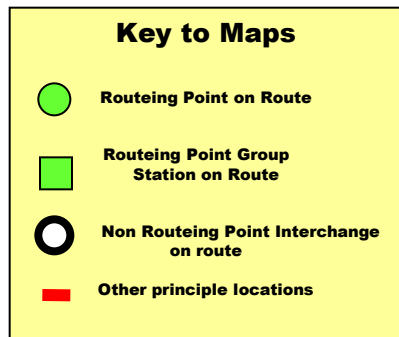 Key to Maps
Routeing Point on Route
Routeing Point Group
Station on Route
Non Routeing Point Interchange
on route
Other principle locations